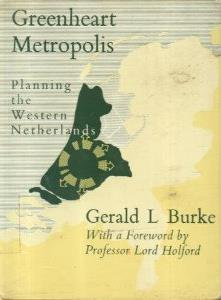 Greenheart
Metropolis
Planning
the
Western
Netherlands
Gerald L Burke
With a Foreword by
Professor Lord Holford